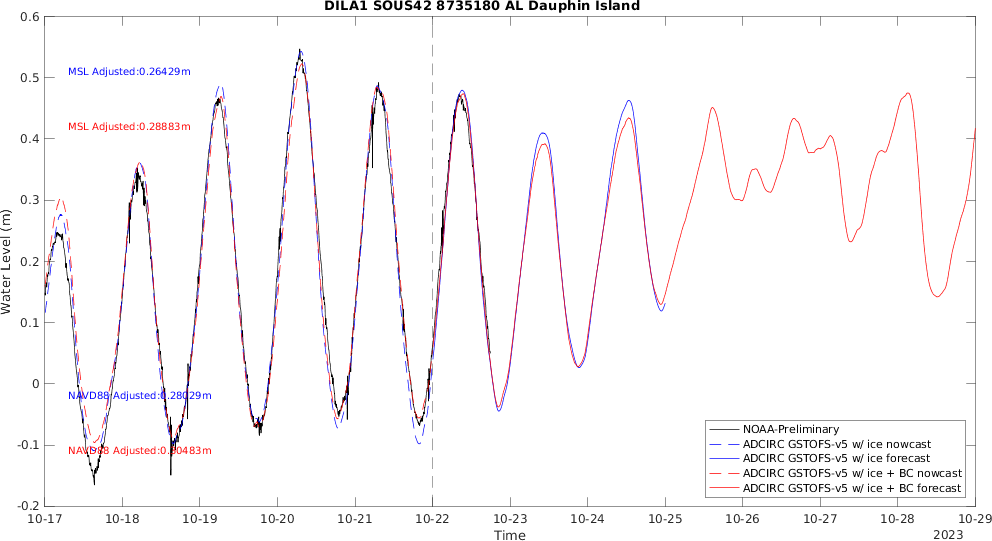 DILA1 SOUS42 8735180 AL Dauphin Island
0.6
0.5
0.4
0.3
0.2
0.1
0
-0.1
-0.2
Water Level (m)
MSL Adjusted:0.26429m
MSL Adjusted:0.28883m
NAVD88 Adjusted:0.28029m
NAVD88 Adjusted:0.30483m
NOAA-Preliminary
ADCIRC GSTOFS-v5 w/ ice nowcast
ADCIRC GSTOFS-v5 w/ ice forecast
ADCIRC GSTOFS-v5 w/ ice + BC nowcast
ADCIRC GSTOFS-v5 w/ ice + BC forecast
10-17 10-18 10-19 10-20 10-21 10-22 10-23 10-24 10-25 10-26 10-27 10-28 10-29
Time
2023